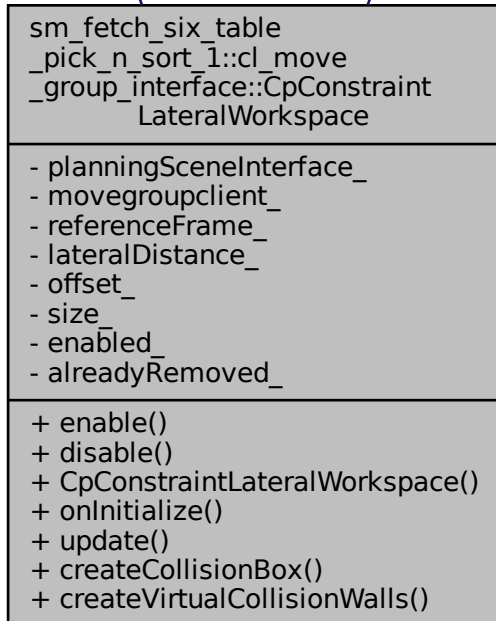 sm_fetch_six_table
_pick_n_sort_1::cl_move
_group_interface::CpConstraint
LateralWorkspace
- planningSceneInterface_
- movegroupclient_
- referenceFrame_
- lateralDistance_
- offset_
- size_
- enabled_
- alreadyRemoved_
+ enable()
+ disable()
+ CpConstraintLateralWorkspace()
+ onInitialize()
+ update()
+ createCollisionBox()
+ createVirtualCollisionWalls()